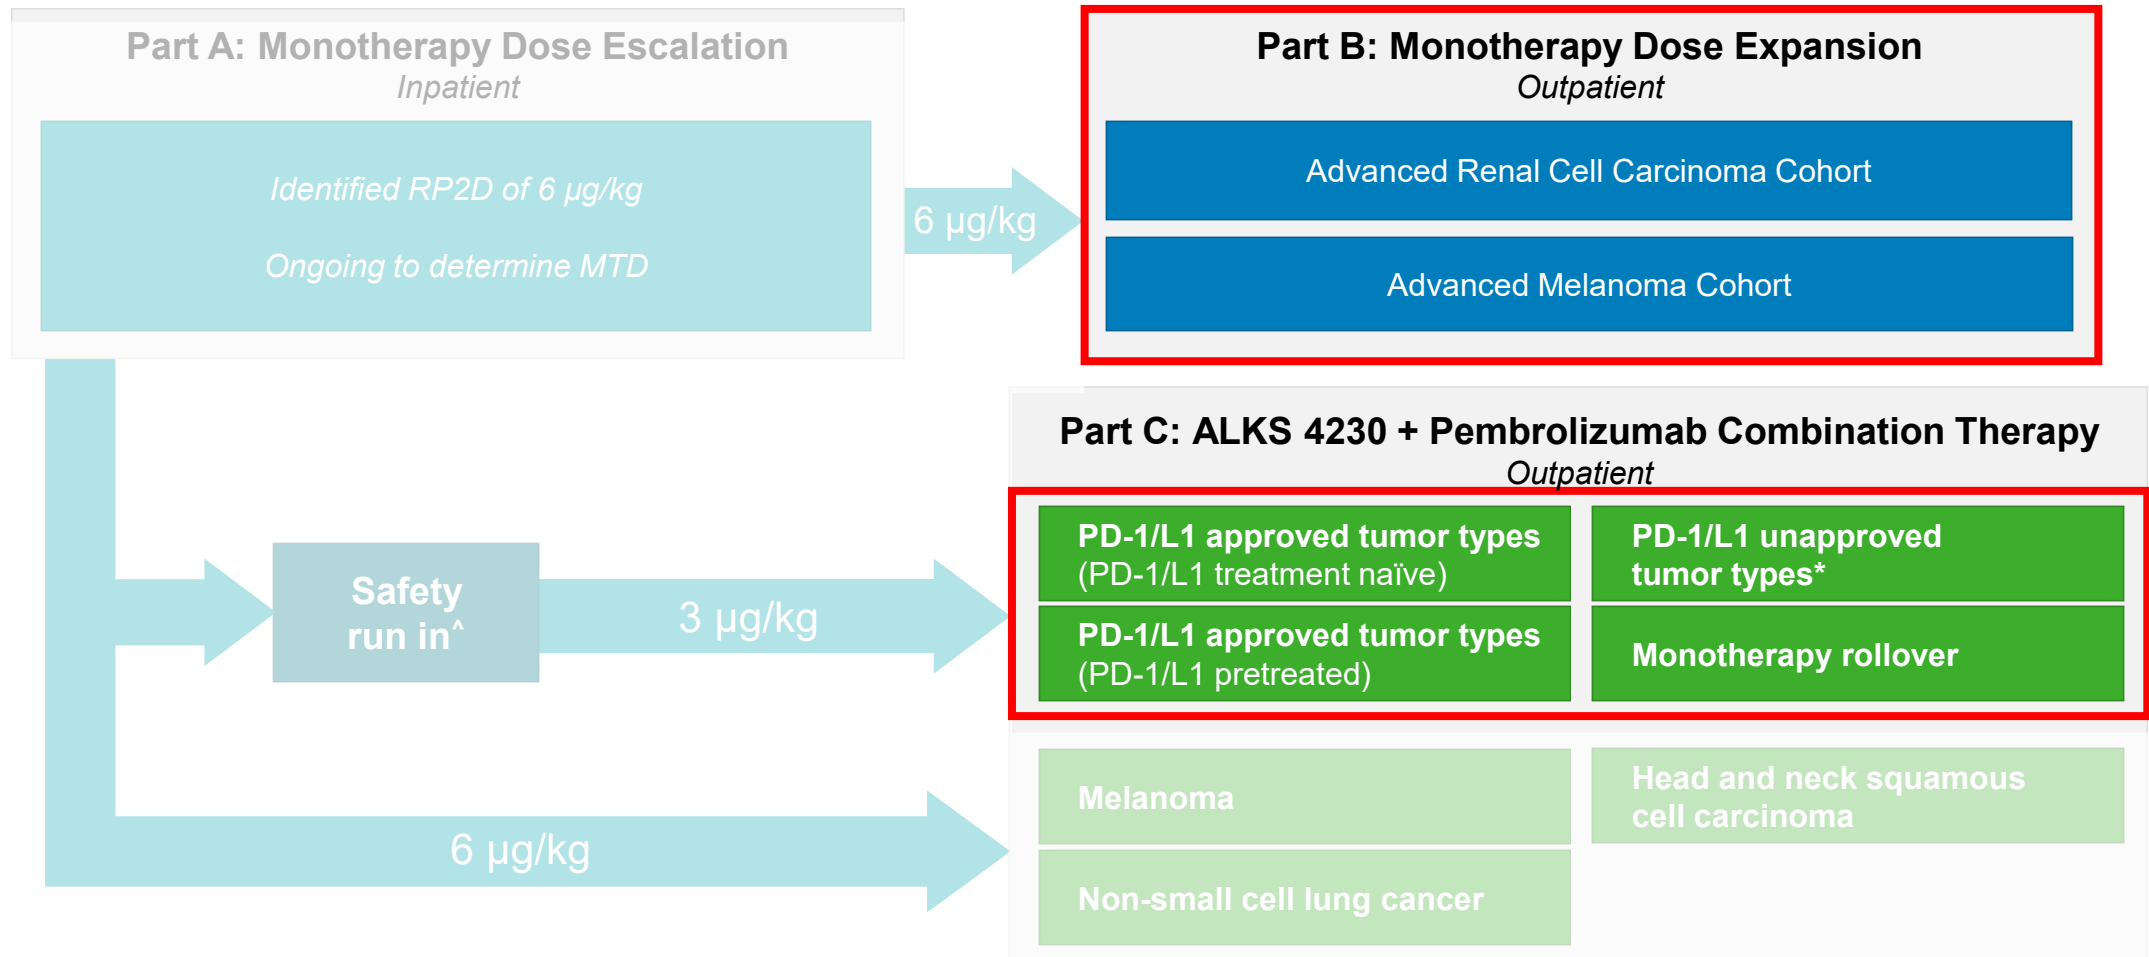 Part A: Monotherapy Dose Escalation
Inpatient
Identified RP2D of 6 µg/kg
Ongoing to determine MTD
6 µg/kg
Part B: Monotherapy Dose Expansion
Outpatient
Advanced Renal Cell Carcinoma Cohort
Advanced Melanoma Cohort
Part C: ALKS 4230 + Pembrolizumab Combination Therapy
Outpatient
Safety
run in^
3 µg/kg
PD-1/L1 approved tumor types
(PD-1/L1 treatment naïve)
PD-1/L1 unapproved
tumor types*
PD-1/L1 approved tumor types
(PD-1/L1 pretreated)
Monotherapy rollover
6 µg/kg
Melanoma
Head and neck squamous
cell carcinoma
Non-small cell lung cancer